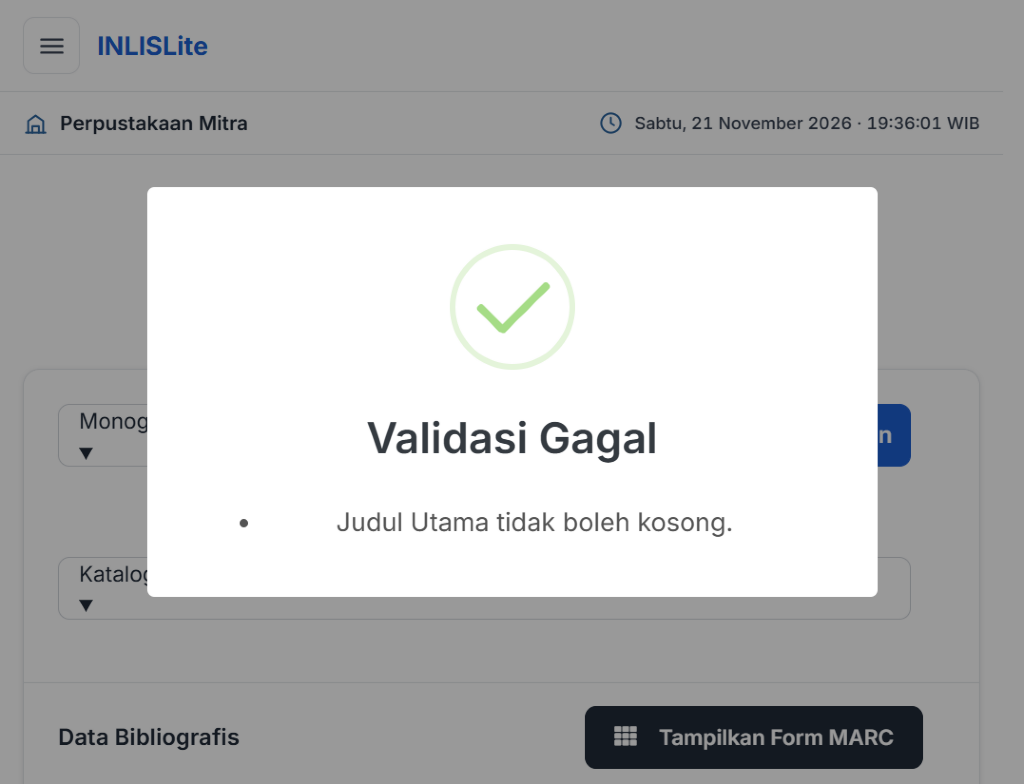 INLISLite
Perpustakaan Mitra
Sabtu, 21 November 2026 · 19:36:01 WIB
Validasi Gagal
• Judul Utama tidak boleh kosong.
Data Bibliografis
Tampilkan Form MARC